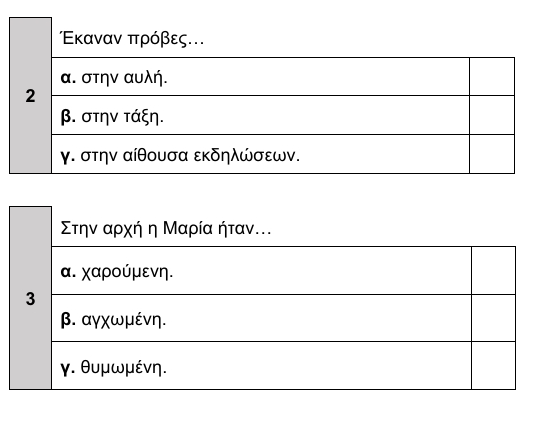 2
Έκαναν πρόβες…
α. στην αυλή.
β. στην τάξη.
γ. στην αίθουσα εκδηλώσεων.
3
Στην αρχή η Μαρία ήταν…
α. χαρούμενη.
β. αγχωμένη.
γ. θυμωμένη.